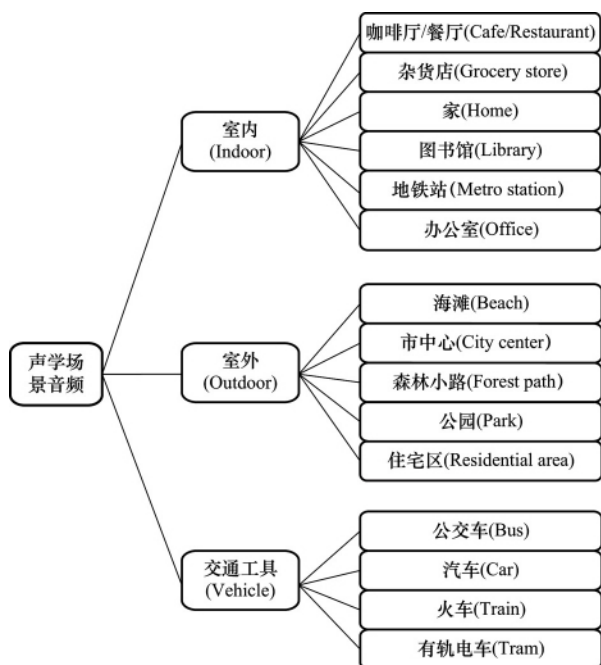 咖啡厅/餐厅(Cafe/Restaurant)
杂货店(Grocery store)
家(Home)
图书馆(Library)
地铁站(Metro station)
办公室(Office)
室内
(Indoor)
海滩(Beach)
市中心(City center)
森林小路(Forest path)
公园(Park)
住宅区(Residential area)
室外
(Outdoor)
声学场
景音频
公交车(Bus)
汽车(Car)
火车(Train)
有轨电车(Tram)
交通工具
(Vehicle)